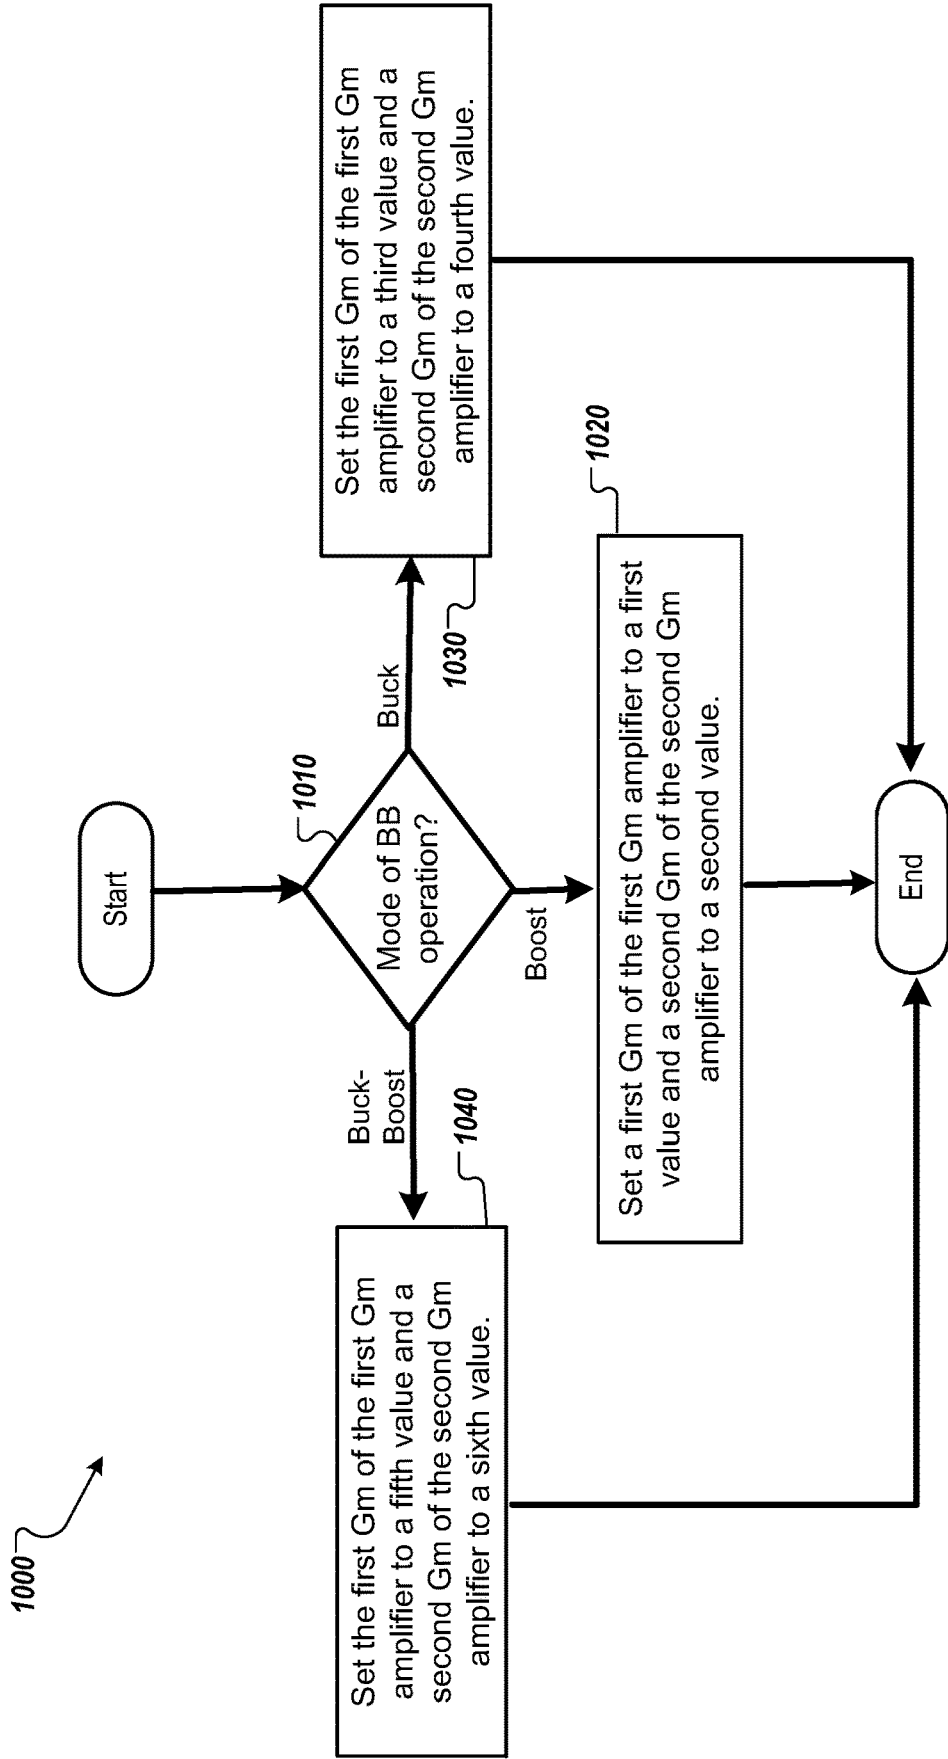 1000
Start
1010
Mode of BB
operation?
Buck-
Boost
Buck
Boost
1040
Set the first Gm of the first Gm
amplifier to a fifth value and a
second Gm of the second Gm
amplifier to a sixth value.
1030
Set the first Gm of the first Gm
amplifier to a third value and a
second Gm of the second Gm
amplifier to a fourth value.
1020
Set a first Gm of the first Gm amplifier to a first
value and a second Gm of the second Gm
amplifier to a second value.
End